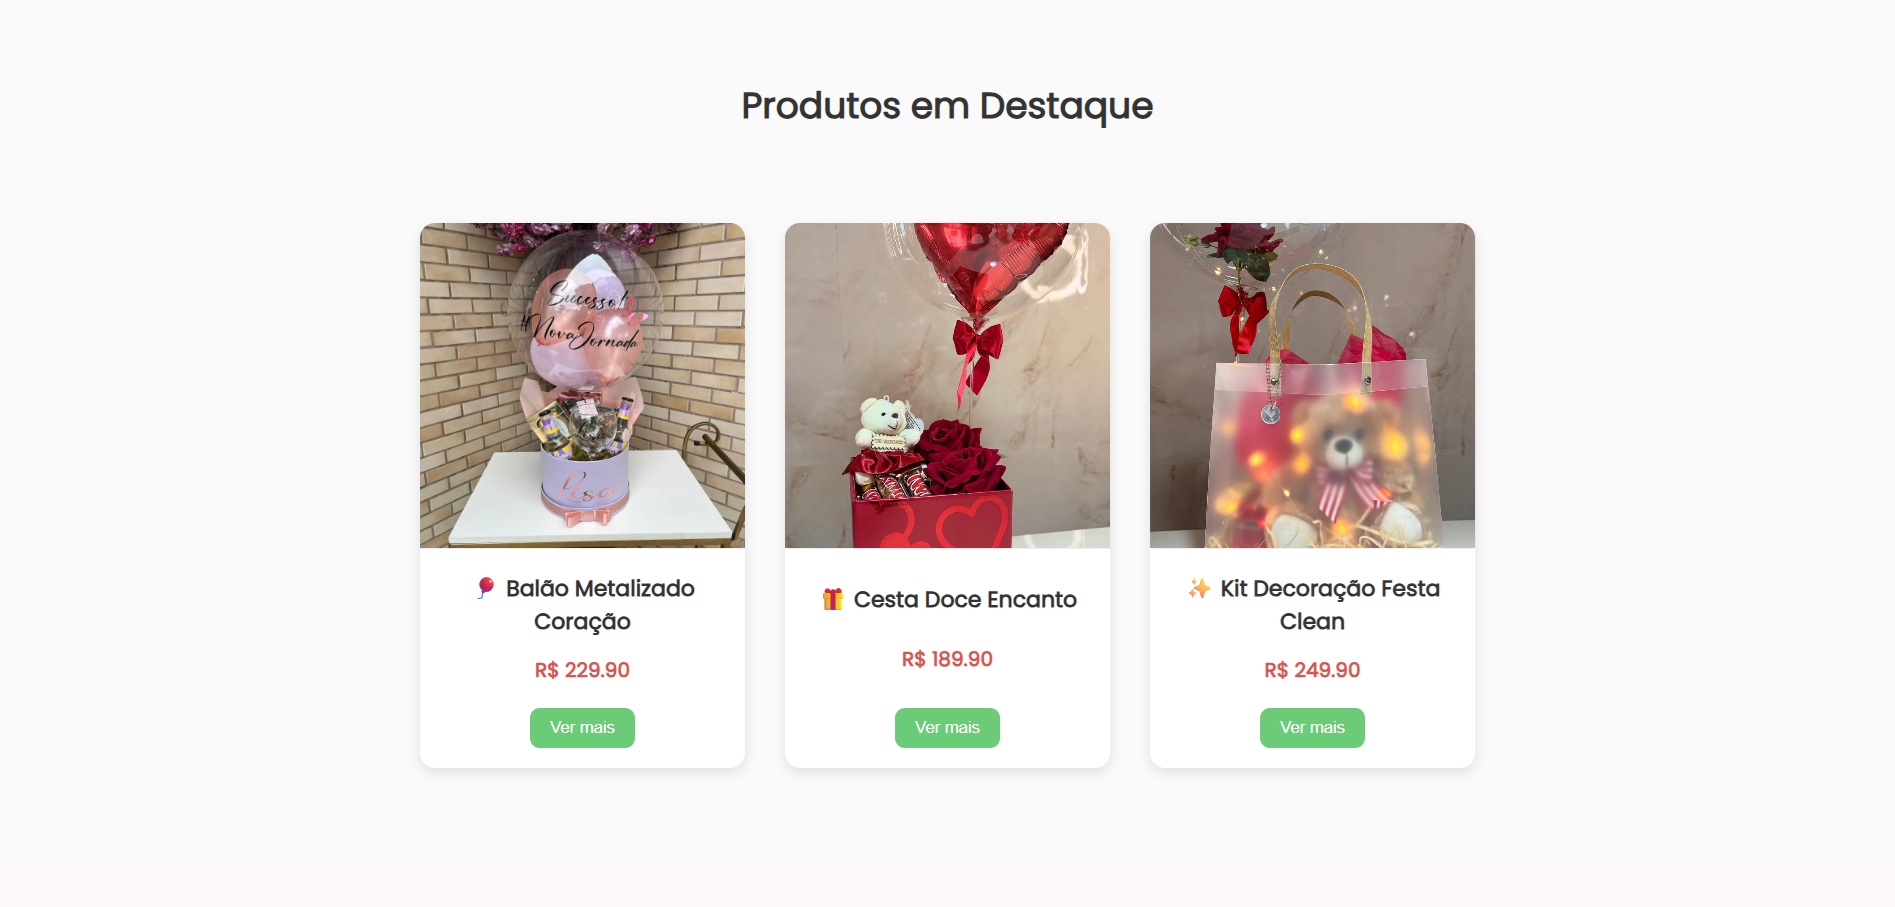 Produtos em Destaque
Sucesso!
#NovaJornada
🎈 Balão Metalizado
Coração
R$ 229.90
Ver mais
🎁 Cesta Doce Encanto
R$ 189.90
Ver mais
✨ Kit Decoração Festa
Clean
R$ 249.90
Ver mais